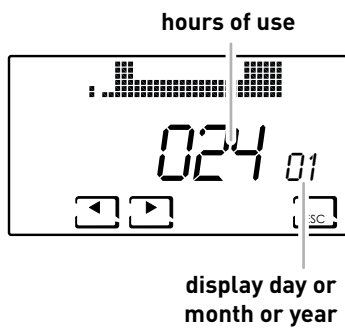 hours of use
024 01
ESC
display day or
month or year